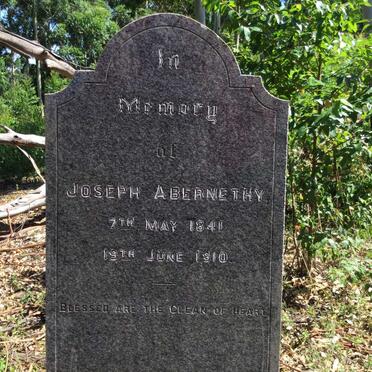 In
Memory
of
JOSEPH ABERNETHY
7TH MAY 1841
19TH JUNE 1910
BLESSED ARE THE CLEAN OF HEART